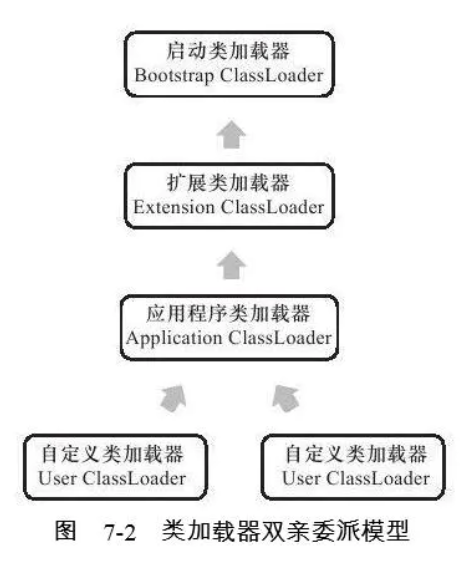 启动类加载器
Bootstrap ClassLoader
扩展类加载器
Extension ClassLoader
应用程序类加载器
Application ClassLoader
自定义类加载器
User ClassLoader
自定义类加载器
User ClassLoader
图 7-2 类加载器双亲委派模型